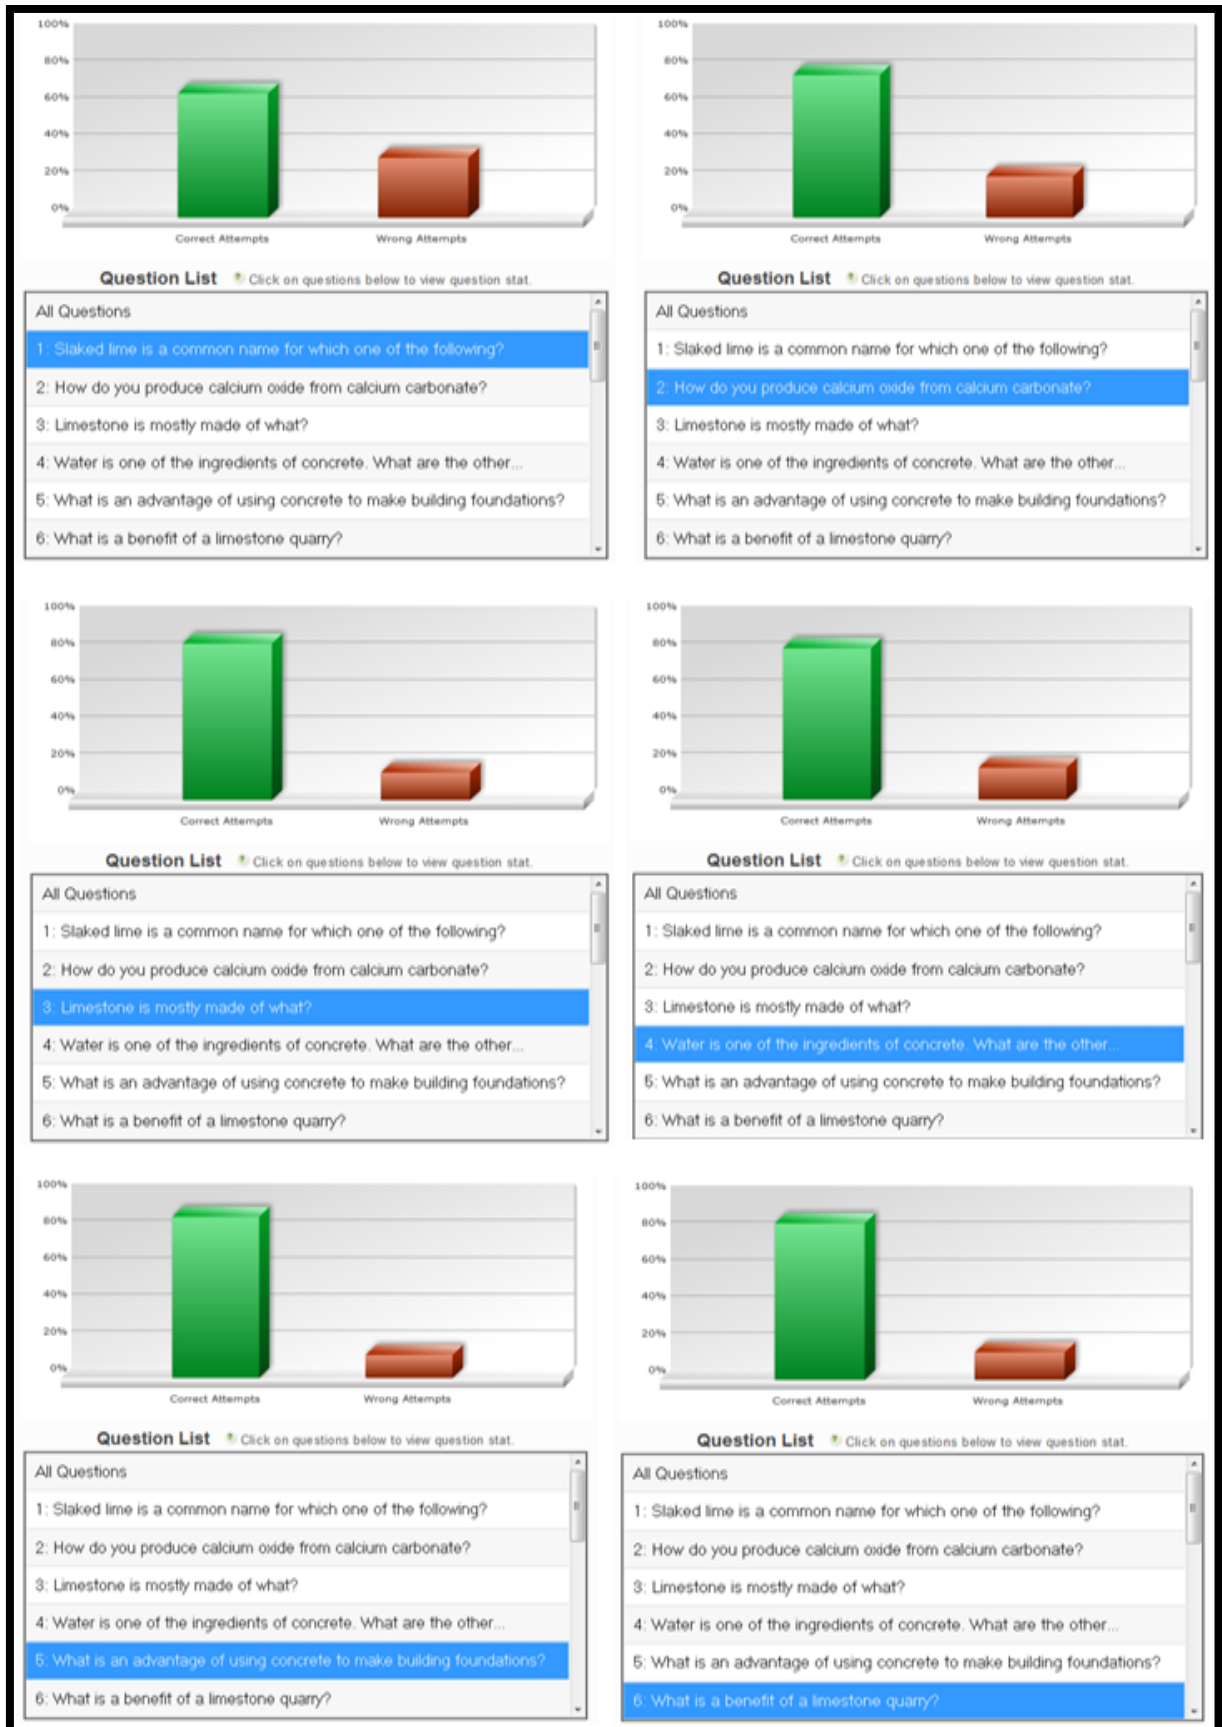 100%
80%
60%
40%
20%
0%
Correct Attempts Wrong Attempts
Question List Click on questions below to view question stat.
All Questions
1: Slaked lime is a common name for which one of the following?
2: How do you produce calcium oxide from calcium carbonate?
3: Limestone is mostly made of what?
4: Water is one of the ingredients of concrete. What are the other...
5: What is an advantage of using concrete to make building foundations?
6: What is a benefit of a limestone quarry?
100%
80%
60%
40%
20%
0%
Correct Attempts Wrong Attempts
Question List Click on questions below to view question stat.
All Questions
1: Slaked lime is a common name for which one of the following?
2: How do you produce calcium oxide from calcium carbonate?
3: Limestone is mostly made of what?
4: Water is one of the ingredients of concrete. What are the other...
5: What is an advantage of using concrete to make building foundations?
6: What is a benefit of a limestone quarry?
100%
80%
60%
40%
20%
0%
Correct Attempts Wrong Attempts
Question List Click on questions below to view question stat.
All Questions
1: Slaked lime is a common name for which one of the following?
2: How do you produce calcium oxide from calcium carbonate?
3: Limestone is mostly made of what?
4: Water is one of the ingredients of concrete. What are the other...
5: What is an advantage of using concrete to make building foundations?
6: What is a benefit of a limestone quarry?
100%
80%
60%
40%
20%
0%
Correct Attempts Wrong Attempts
Question List Click on questions below to view question stat.
All Questions
1: Slaked lime is a common name for which one of the following?
2: How do you produce calcium oxide from calcium carbonate?
3: Limestone is mostly made of what?
4: Water is one of the ingredients of concrete. What are the other...
5: What is an advantage of using concrete to make building foundations?
6: What is a benefit of a limestone quarry?
100%
80%
60%
40%
20%
0%
Correct Attempts Wrong Attempts
Question List Click on questions below to view question stat.
All Questions
1: Slaked lime is a common name for which one of the following?
2: How do you produce calcium oxide from calcium carbonate?
3: Limestone is mostly made of what?
4: Water is one of the ingredients of concrete. What are the other...
5: What is an advantage of using concrete to make building foundations?
6: What is a benefit of a limestone quarry?
100%
80%
60%
40%
20%
0%
Correct Attempts Wrong Attempts
Question List Click on questions below to view question stat.
All Questions
1: Slaked lime is a common name for which one of the following?
2: How do you produce calcium oxide from calcium carbonate?
3: Limestone is mostly made of what?
4: Water is one of the ingredients of concrete. What are the other...
5: What is an advantage of using concrete to make building foundations?
6: What is a benefit of a limestone quarry?